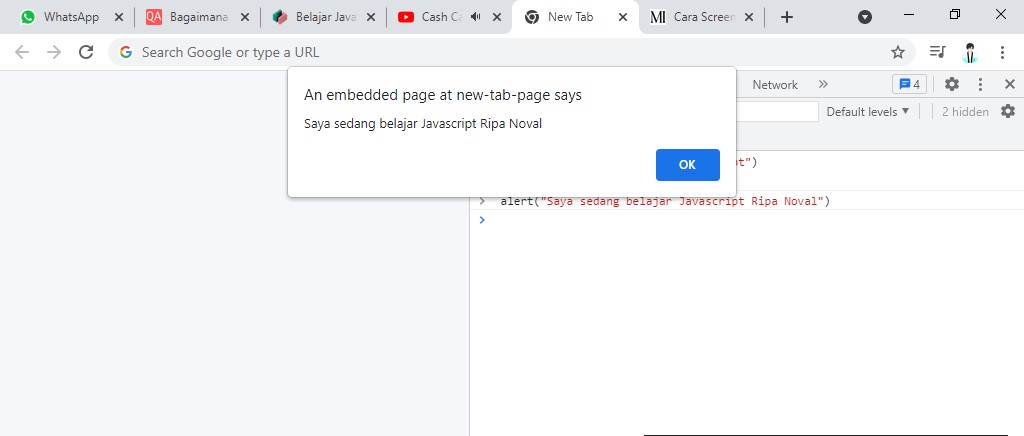 WhatsApp
QA
Bagaimana
Belajar Java
Cash Ca
New Tab
MI
Cara Screen
Search Google or type a URL
An embedded page at new-tab-page says
Saya sedang belajar Javascript Ripa Noval
OK
Network
4
Default levels
2 hidden
pt")
alert("Saya sedang belajar Javascript Ripa Noval")